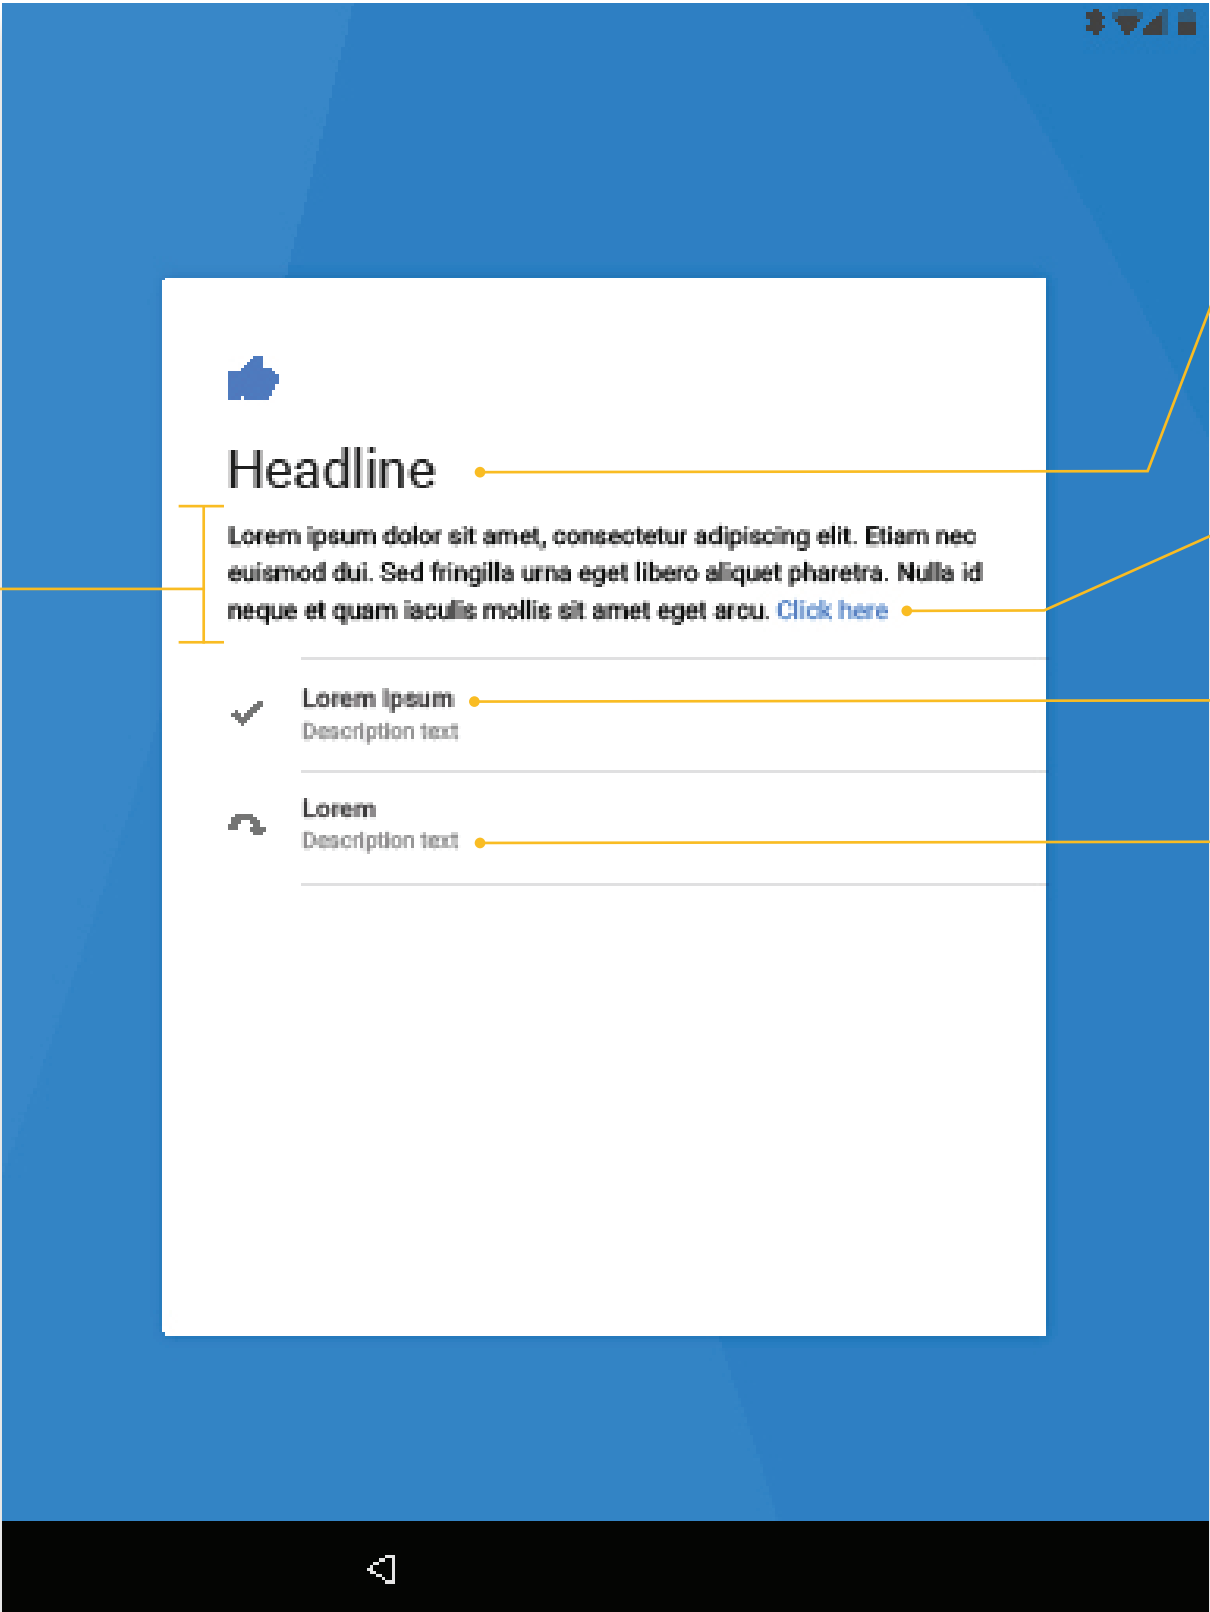 Headline
Lorem ipsum dolor sit amet, consectetur adipiscing elit. Etiam nec
euismod dui. Sed fringilla urna eget libero aliquet pharetra. Nulla id
neque et quam iaculis mollis sit amet eget arcu. Click here
Lorem Ipsum
Description text
Lorem
Description text